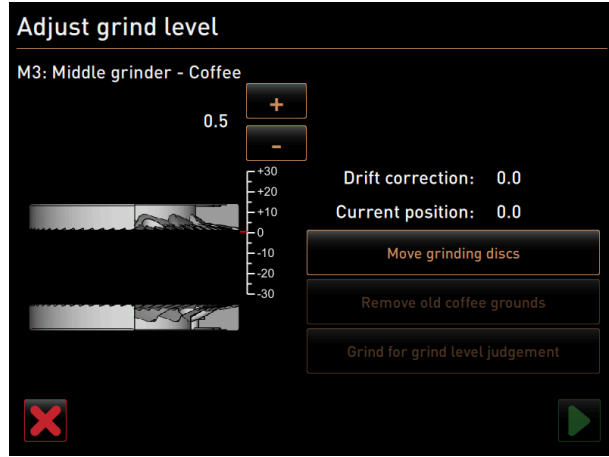 Adjust grind level
M3: Middle grinder - Coffee
+
0.5
-
+30
+20
+10
0
-10
-20
-30
Drift correction: 0.0
Current position: 0.0
Move grinding discs
Remove old coffee grounds
Grind for grind level judgement